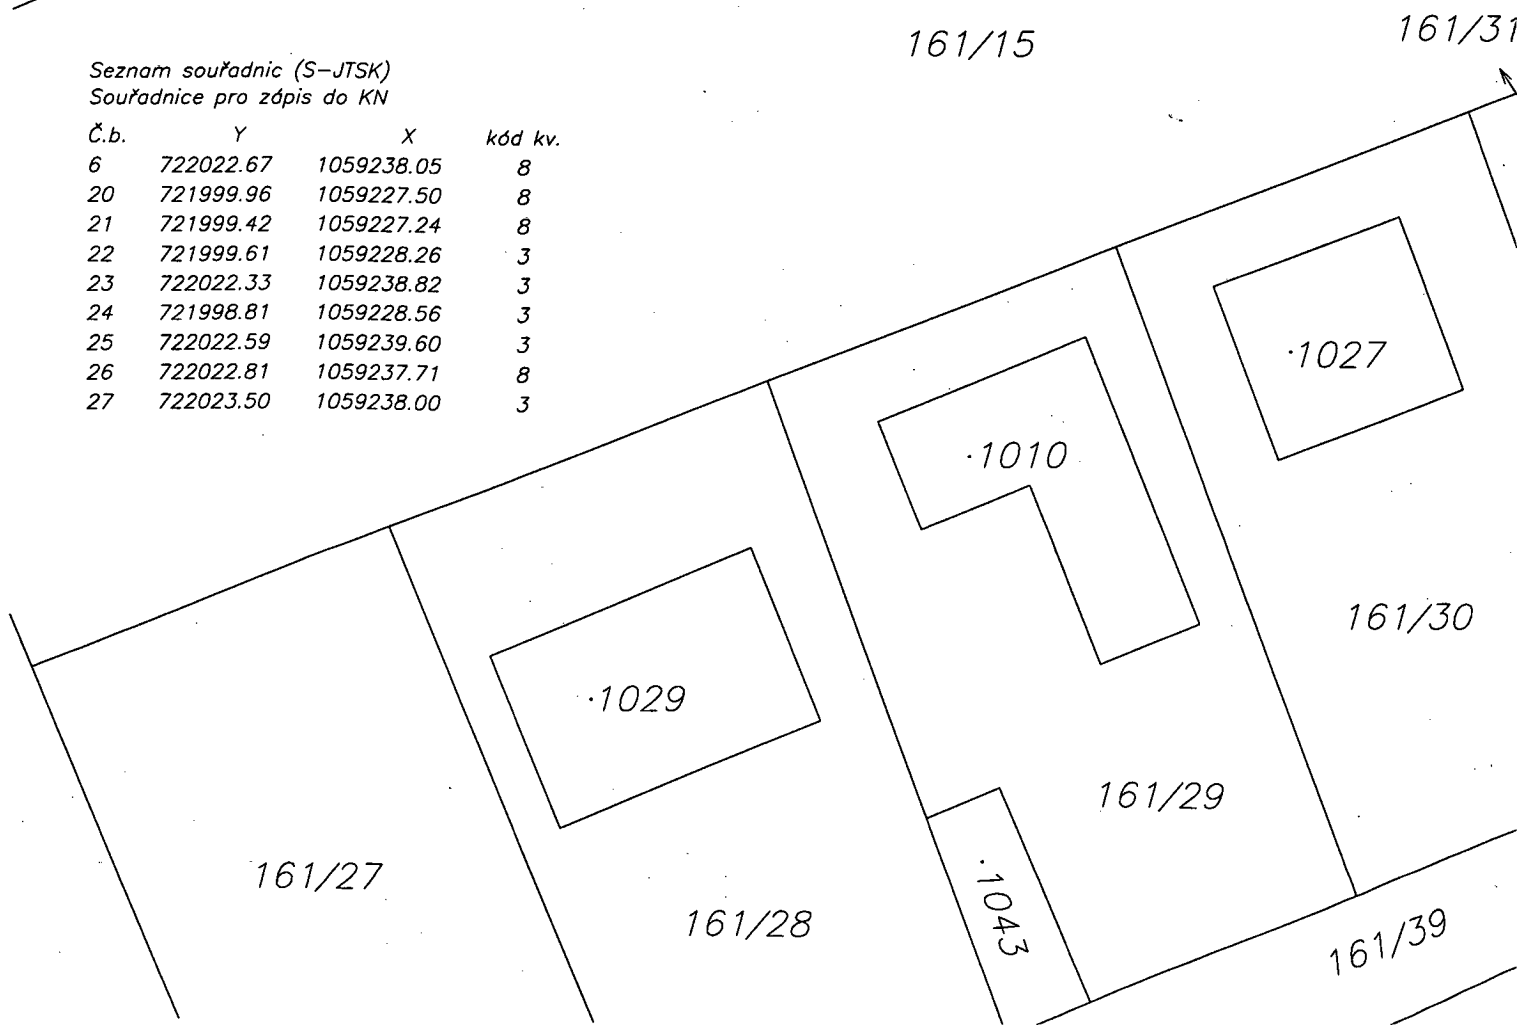 161/15
161/31
Seznam souřadnic (S-JTSK)
Souřadnice pro zápis do KN
Č.b. Y X kód kv.
6 722022.67 1059238.05 8
20 721999.96 1059227.50 8
21 721999.42 1059227.24 8
22 721999.61 1059228.26 3
23 722022.33 1059238.82 3
24 721998.81 1059228.56 3
25 722022.59 1059239.60 3
26 722022.81 1059237.71 8
27 722023.50 1059238.00 3
·1027
·1010
161/30
·1029
161/29
161/27
161/28
·1043
161/39